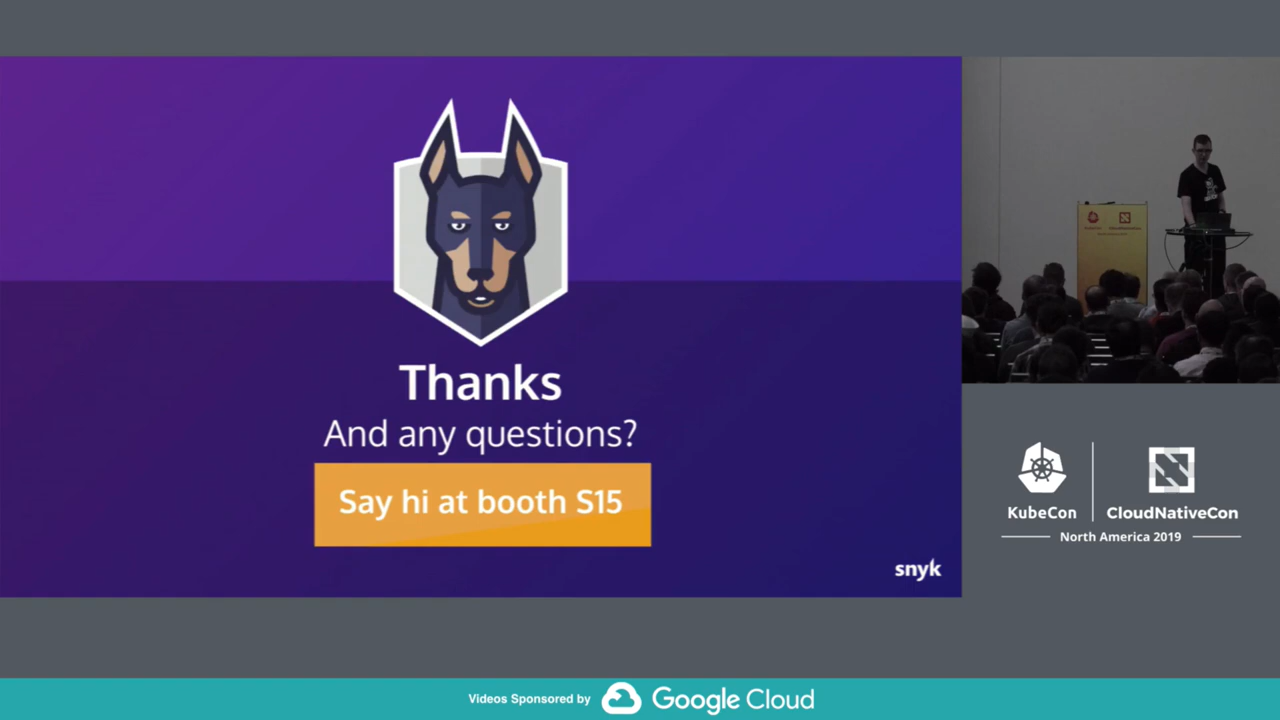 Thanks
And any questions?
Say hi at booth S15
snyk
KubeCon
CloudNativeCon
North America 2019
Videos Sponsored by Google Cloud